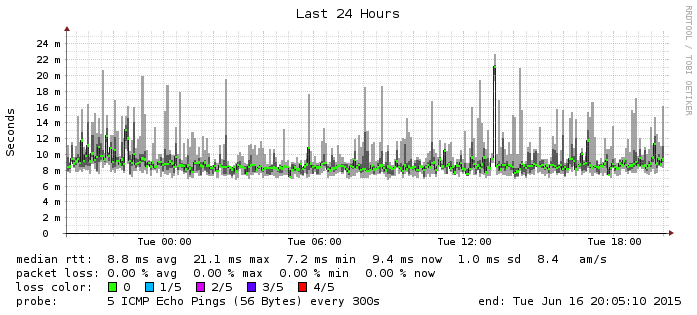 Last 24 Hours
RRDTOOL / TOBI OETIKER
Seconds
24 m
22 m
20 m
18 m
16 m
14 m
12 m
10 m
8 m
6 m
4 m
2 m
0
Tue 00:00 Tue 06:00 Tue 12:00 Tue 18:00
median rtt: 8.8 ms avg 21.1 ms max 7.2 ms min 9.4 ms now 1.0 ms sd 8.4 am/s
packet loss: 0.00 % avg 0.00 % max 0.00 % min 0.00 % now
loss color: 0 1/5 2/5 3/5 4/5
probe: 5 ICMP Echo Pings (56 Bytes) every 300s end: Tue Jun 16 20:05:10 2015